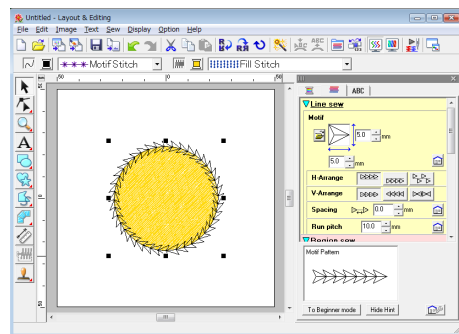 Untitled - Layout & Editing
File Edit Image Text Sew Display Option Help
Motif Stitch Fill Stitch
ABC
Line sew
Motif
5.0 mm
5.0 mm
H-Arrange
V-Arrange
Spacing 0.0 mm
Run pitch 10.0 mm
Region sew
Motif Pattern
To Beginner mode Hide Hint